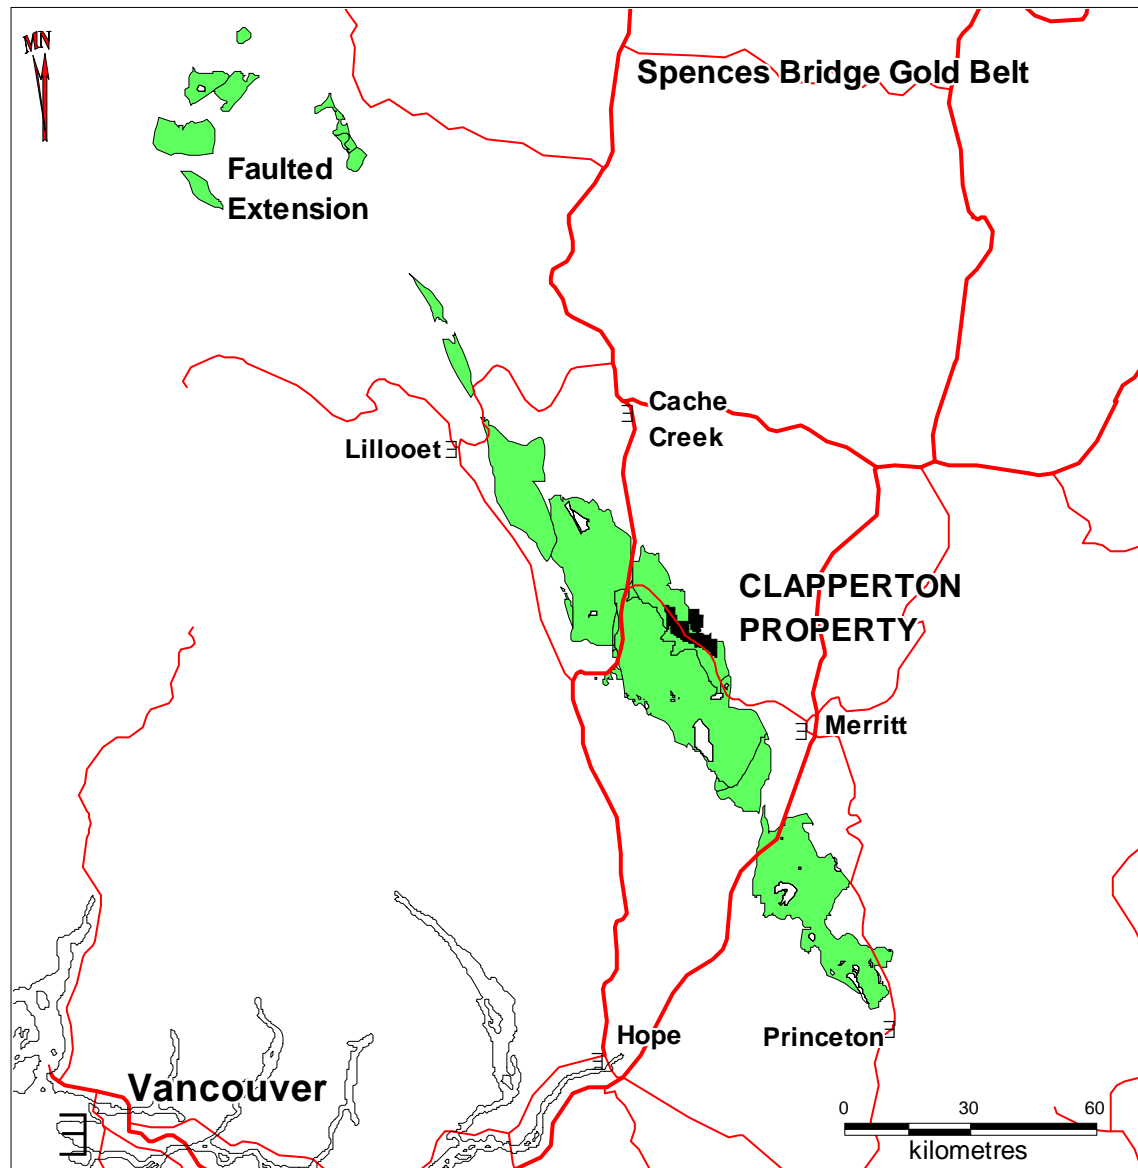 MN
Spences Bridge Gold Belt
Faulted
Extension
Cache
Creek
Lillooet
CLAPPERTON
PROPERTY
Merritt
Hope
Princeton
Vancouver
0 30 60
kilometres